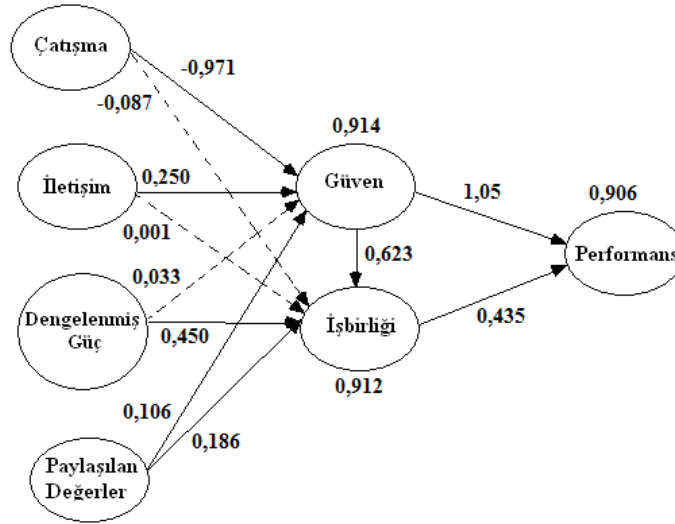 Çatışma
-0,971
-0,087
0,914
İletişim
0,250
Güven
1,05
0,906
0,001
0,623
Performans
0,033
Dengelenmiş
Güç
0,450
İşbirliği
0,435
0,912
0,106
0,186
Paylaşılan
Değerler